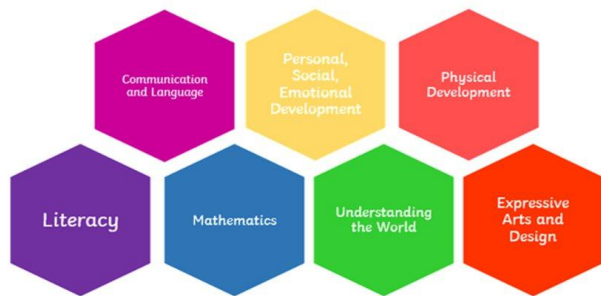 Communication
and Language
Personal,
Social,
Emotional
Development
Physical
Development
Literacy
Mathematics
Understanding
the World
Expressive
Arts and
Design